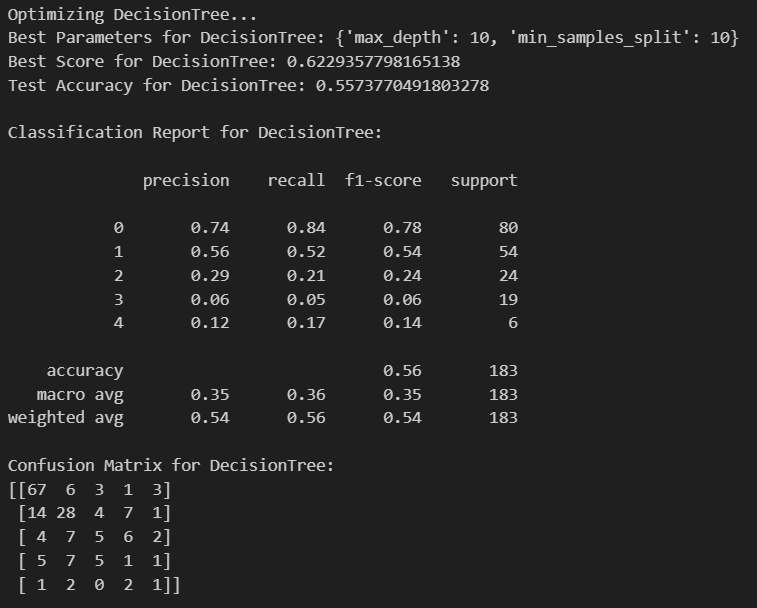 Optimizing DecisionTree...
Best Parameters for DecisionTree: {'max_depth': 10, 'min_samples_split': 10}
Best Score for DecisionTree: 0.6229357798165138
Test Accuracy for DecisionTree: 0.5573770491803278
Classification Report for DecisionTree:
precision recall f1-score support
0 0.74 0.84 0.78 80
1 0.56 0.52 0.54 54
2 0.29 0.21 0.24 24
3 0.06 0.05 0.06 19
4 0.12 0.17 0.14 6
accuracy 0.56 183
macro avg 0.35 0.36 0.35 183
weighted avg 0.54 0.56 0.54 183
Confusion Matrix for DecisionTree:
[[67 6 3 1 3]
[14 28 4 7 1]
[ 4 7 5 6 2]
[ 5 7 5 1 1]
[ 1 2 0 2 1]]